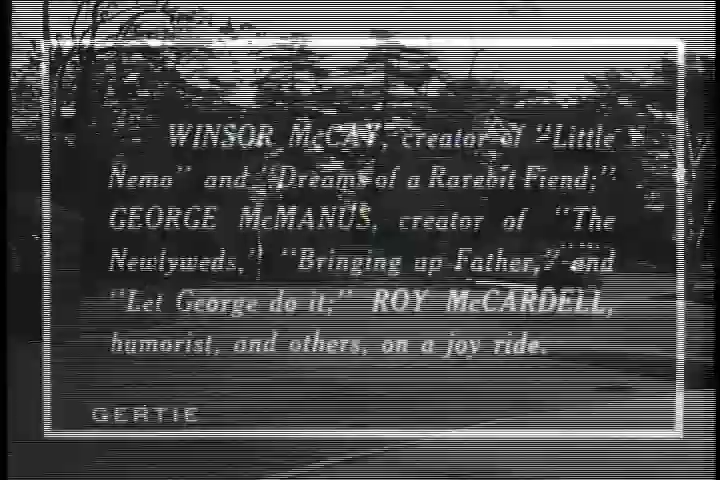 WINSOR McCAY, creator of "Little
Nemo" and "Dreams of a Rarebit Fiend;"
GEORGE McMANUS, creator of "The
Newlyweds," "Bringing up Father," and
"Let George do it;" ROY McCARDELL,
humorist, and others, on a joy ride.
GERTIE